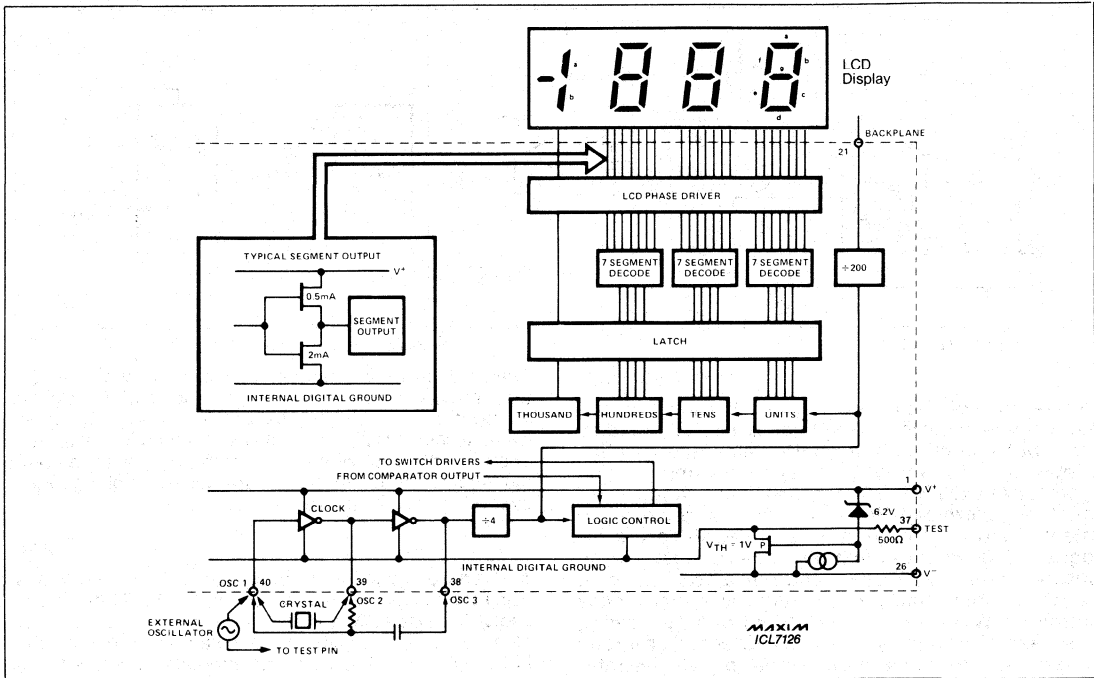 a
f
b
g
e
c
d
a
b
LCD
Display
BACKPLANE
21
LCD PHASE DRIVER
TYPICAL SEGMENT OUTPUT
V+
0.5mA
SEGMENT
OUTPUT
2mA
INTERNAL DIGITAL GROUND
7 SEGMENT
DECODE
7 SEGMENT
DECODE
7 SEGMENT
DECODE
÷200
LATCH
THOUSAND
HUNDREDS
TENS
UNITS
TO SWITCH DRIVERS
FROM COMPARATOR OUTPUT
1
V+
CLOCK
6.2V
÷4
LOGIC CONTROL
37
TEST
500Ω
VTH = 1V
P
INTERNAL DIGITAL GROUND
26
V−
OSC 1
40
39
OSC 2
38
OSC 3
CRYSTAL
EXTERNAL
OSCILLATOR
TO TEST PIN
MAXIM
ICL7126